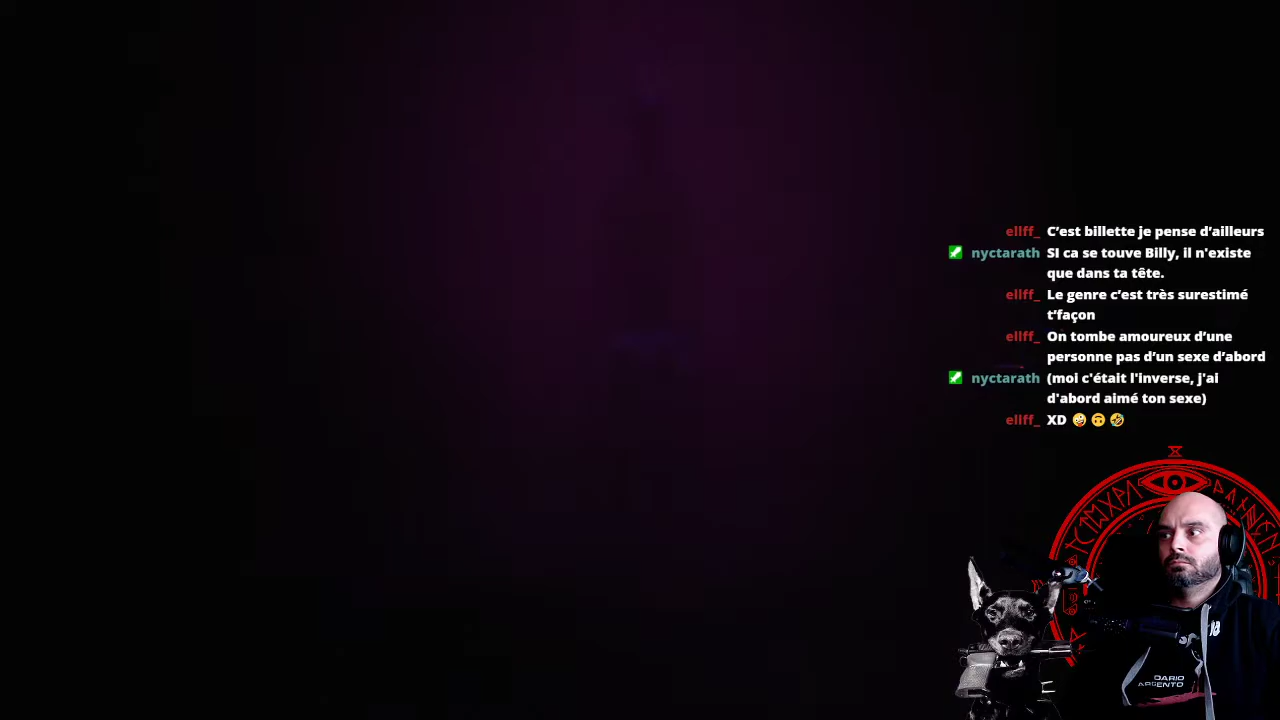 ellff_ C’est billette je pense d’ailleurs
nyctarath SI ca se touve Billy, il n'existe
que dans ta tête.
ellff_ Le genre c’est très surestimé
t’façon
ellff_ On tombe amoureux d’une
personne pas d’un sexe d’abord
nyctarath (moi c'était l'inverse, j'ai
d'abord aimé ton sexe)
ellff_ XD 🤪 🙃 🤣
DARIO
ARGENTO